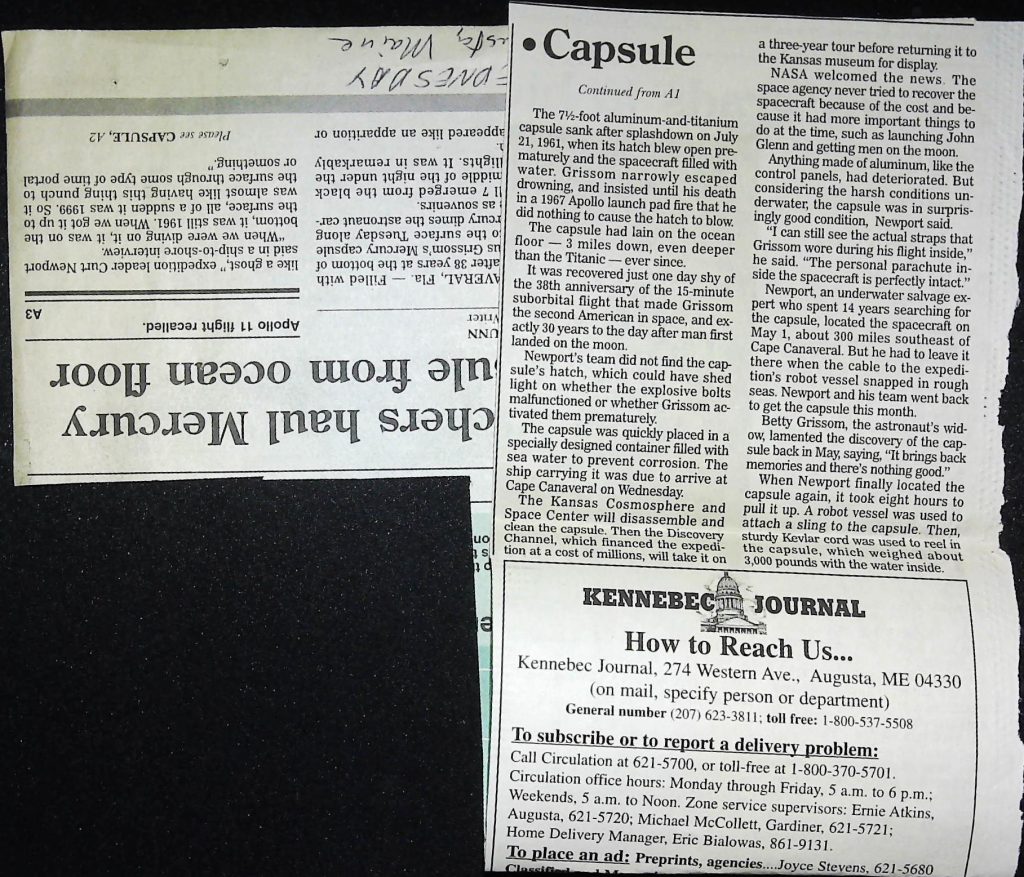 chers haul Mercury
ule from ocean floor
UNN
Writer
AVERAL, Fla. — Filled with
after 38 years at the bottom of
us Grissom's Mercury capsule
o the surface Tuesday along
rcury dimes the astronaut car-
as souvenirs.
ll 7 emerged from the black
middle of the night under the
lights. It was in remarkably
n.
appeared like an apparition or
Apollo 11 flight recalled. A3
like a ghost," expedition leader Curt Newport
said in a ship-to-shore interview.
"When we were diving on it, it was on the
bottom, it was still 1961. When we got it up to
the surface, all of a sudden it was 1999. So it
was almost like having this thing punch to
the surface through some type of time portal
or something."
Please see CAPSULE, A2
EDNESDAY
usta, Maine
• Capsule
Continued from A1
The 7½-foot aluminum-and-titanium
capsule sank after splashdown on July
21, 1961, when its hatch blew open pre-
maturely and the spacecraft filled with
water. Grissom narrowly escaped
drowning, and insisted until his death
in a 1967 Apollo launch pad fire that he
did nothing to cause the hatch to blow.
The capsule had lain on the ocean
floor — 3 miles down, even deeper
than the Titanic — ever since.
It was recovered just one day shy of
the 38th anniversary of the 15-minute
suborbital flight that made Grissom
the second American in space, and ex-
actly 30 years to the day after man first
landed on the moon.
Newport's team did not find the cap-
sule's hatch, which could have shed
light on whether the explosive bolts
malfunctioned or whether Grissom ac-
tivated them prematurely.
The capsule was quickly placed in a
specially designed container filled with
sea water to prevent corrosion. The
ship carrying it was due to arrive at
Cape Canaveral on Wednesday.
The Kansas Cosmosphere and
Space Center will disassemble and
clean the capsule. Then the Discovery
Channel, which financed the expedi-
tion at a cost of millions, will take it on
a three-year tour before returning it to
the Kansas museum for display.
NASA welcomed the news. The
space agency never tried to recover the
spacecraft because of the cost and be-
cause it had more important things to
do at the time, such as launching John
Glenn and getting men on the moon.
Anything made of aluminum, like the
control panels, had deteriorated. But
considering the harsh conditions un-
derwater, the capsule was in surpris-
ingly good condition, Newport said.
"I can still see the actual straps that
Grissom wore during his flight inside,"
he said. "The personal parachute in-
side the spacecraft is perfectly intact."
Newport, an underwater salvage ex-
pert who spent 14 years searching for
the capsule, located the spacecraft on
May 1, about 300 miles southeast of
Cape Canaveral. But he had to leave it
there when the cable to the expedi-
tion's robot vessel snapped in rough
seas. Newport and his team went back
to get the capsule this month.
Betty Grissom, the astronaut's wid-
ow, lamented the discovery of the cap-
sule back in May, saying, "It brings back
memories and there's nothing good."
When Newport finally located the
capsule again, it took eight hours to
pull it up. A robot vessel was used to
attach a sling to the capsule. Then,
sturdy Kevlar cord was used to reel in
the capsule, which weighed about
3,000 pounds with the water inside.
KENNEBEC JOURNAL
How to Reach Us...
Kennebec Journal, 274 Western Ave., Augusta, ME 04330
(on mail, specify person or department)
General number (207) 623-3811; toll free: 1-800-537-5508
To subscribe or to report a delivery problem:
Call Circulation at 621-5700, or toll-free at 1-800-370-5701.
Circulation office hours: Monday through Friday, 5 a.m. to 6 p.m.;
Weekends, 5 a.m. to Noon. Zone service supervisors: Ernie Atkins,
Augusta, 621-5720; Michael McCollett, Gardiner, 621-5721;
Home Delivery Manager, Eric Bialowas, 861-9131.
To place an ad: Preprints, agencies....Joyce Stevens, 621-5680